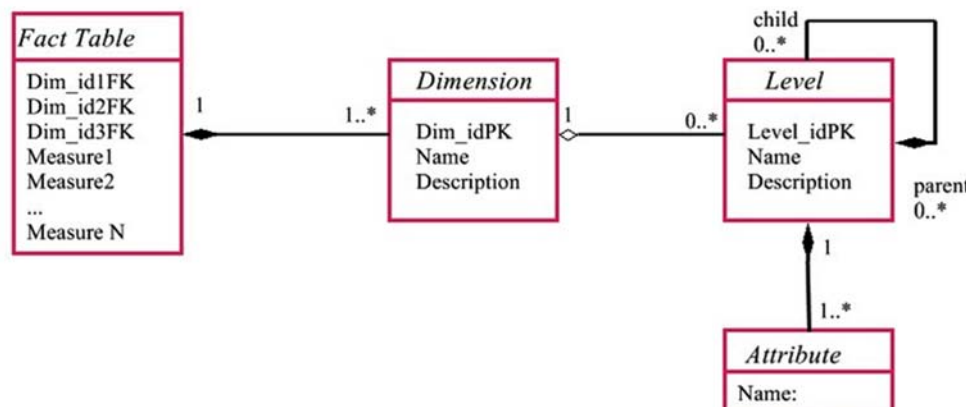 Fact Table
Dim_id1FK
Dim_id2FK
Dim_id3FK
Measure1
Measure2
...
Measure N
1
1..*
Dimension
Dim_idPK
Name
Description
1
0..*
child
0..*
Level
Level_idPK
Name
Description
parent
0..*
1
1..*
Attribute
Name: